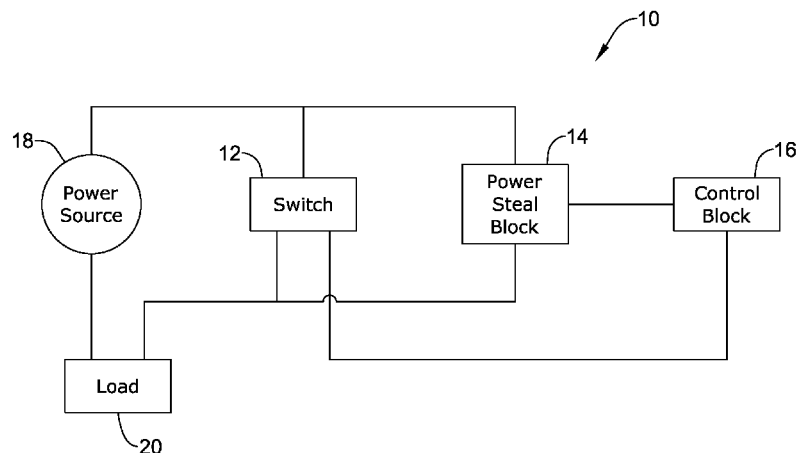 10
18
12
14
16
Power
Source
Switch
Power
Steal
Block
Control
Block
Load
20